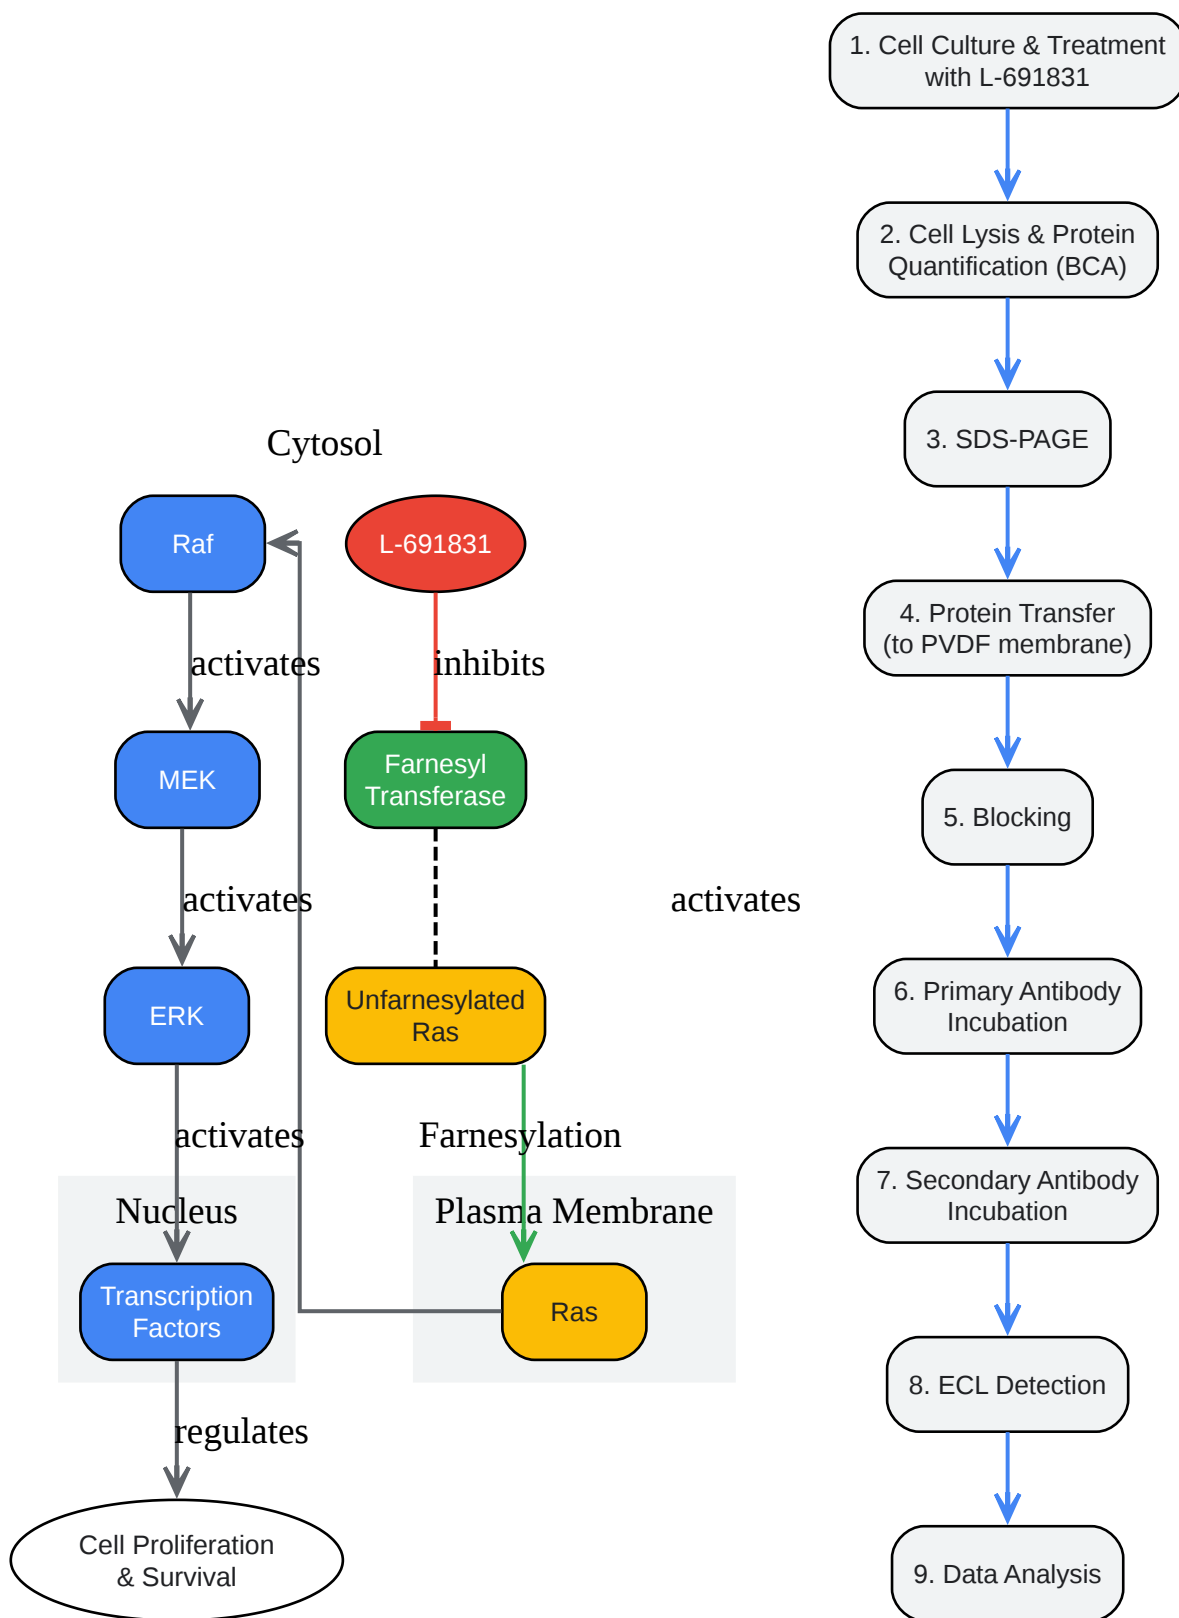 Cytosol
Raf
L-691831
activates
inhibits
MEK
Farnesyl
Transferase
activates
activates
ERK
Unfarnesylated
Ras
activates
Farnesylation
Nucleus
Plasma Membrane
Transcription
Factors
Ras
regulates
Cell Proliferation
& Survival
1. Cell Culture & Treatment
with L-691831
2. Cell Lysis & Protein
Quantification (BCA)
3. SDS-PAGE
4. Protein Transfer
(to PVDF membrane)
5. Blocking
6. Primary Antibody
Incubation
7. Secondary Antibody
Incubation
8. ECL Detection
9. Data Analysis